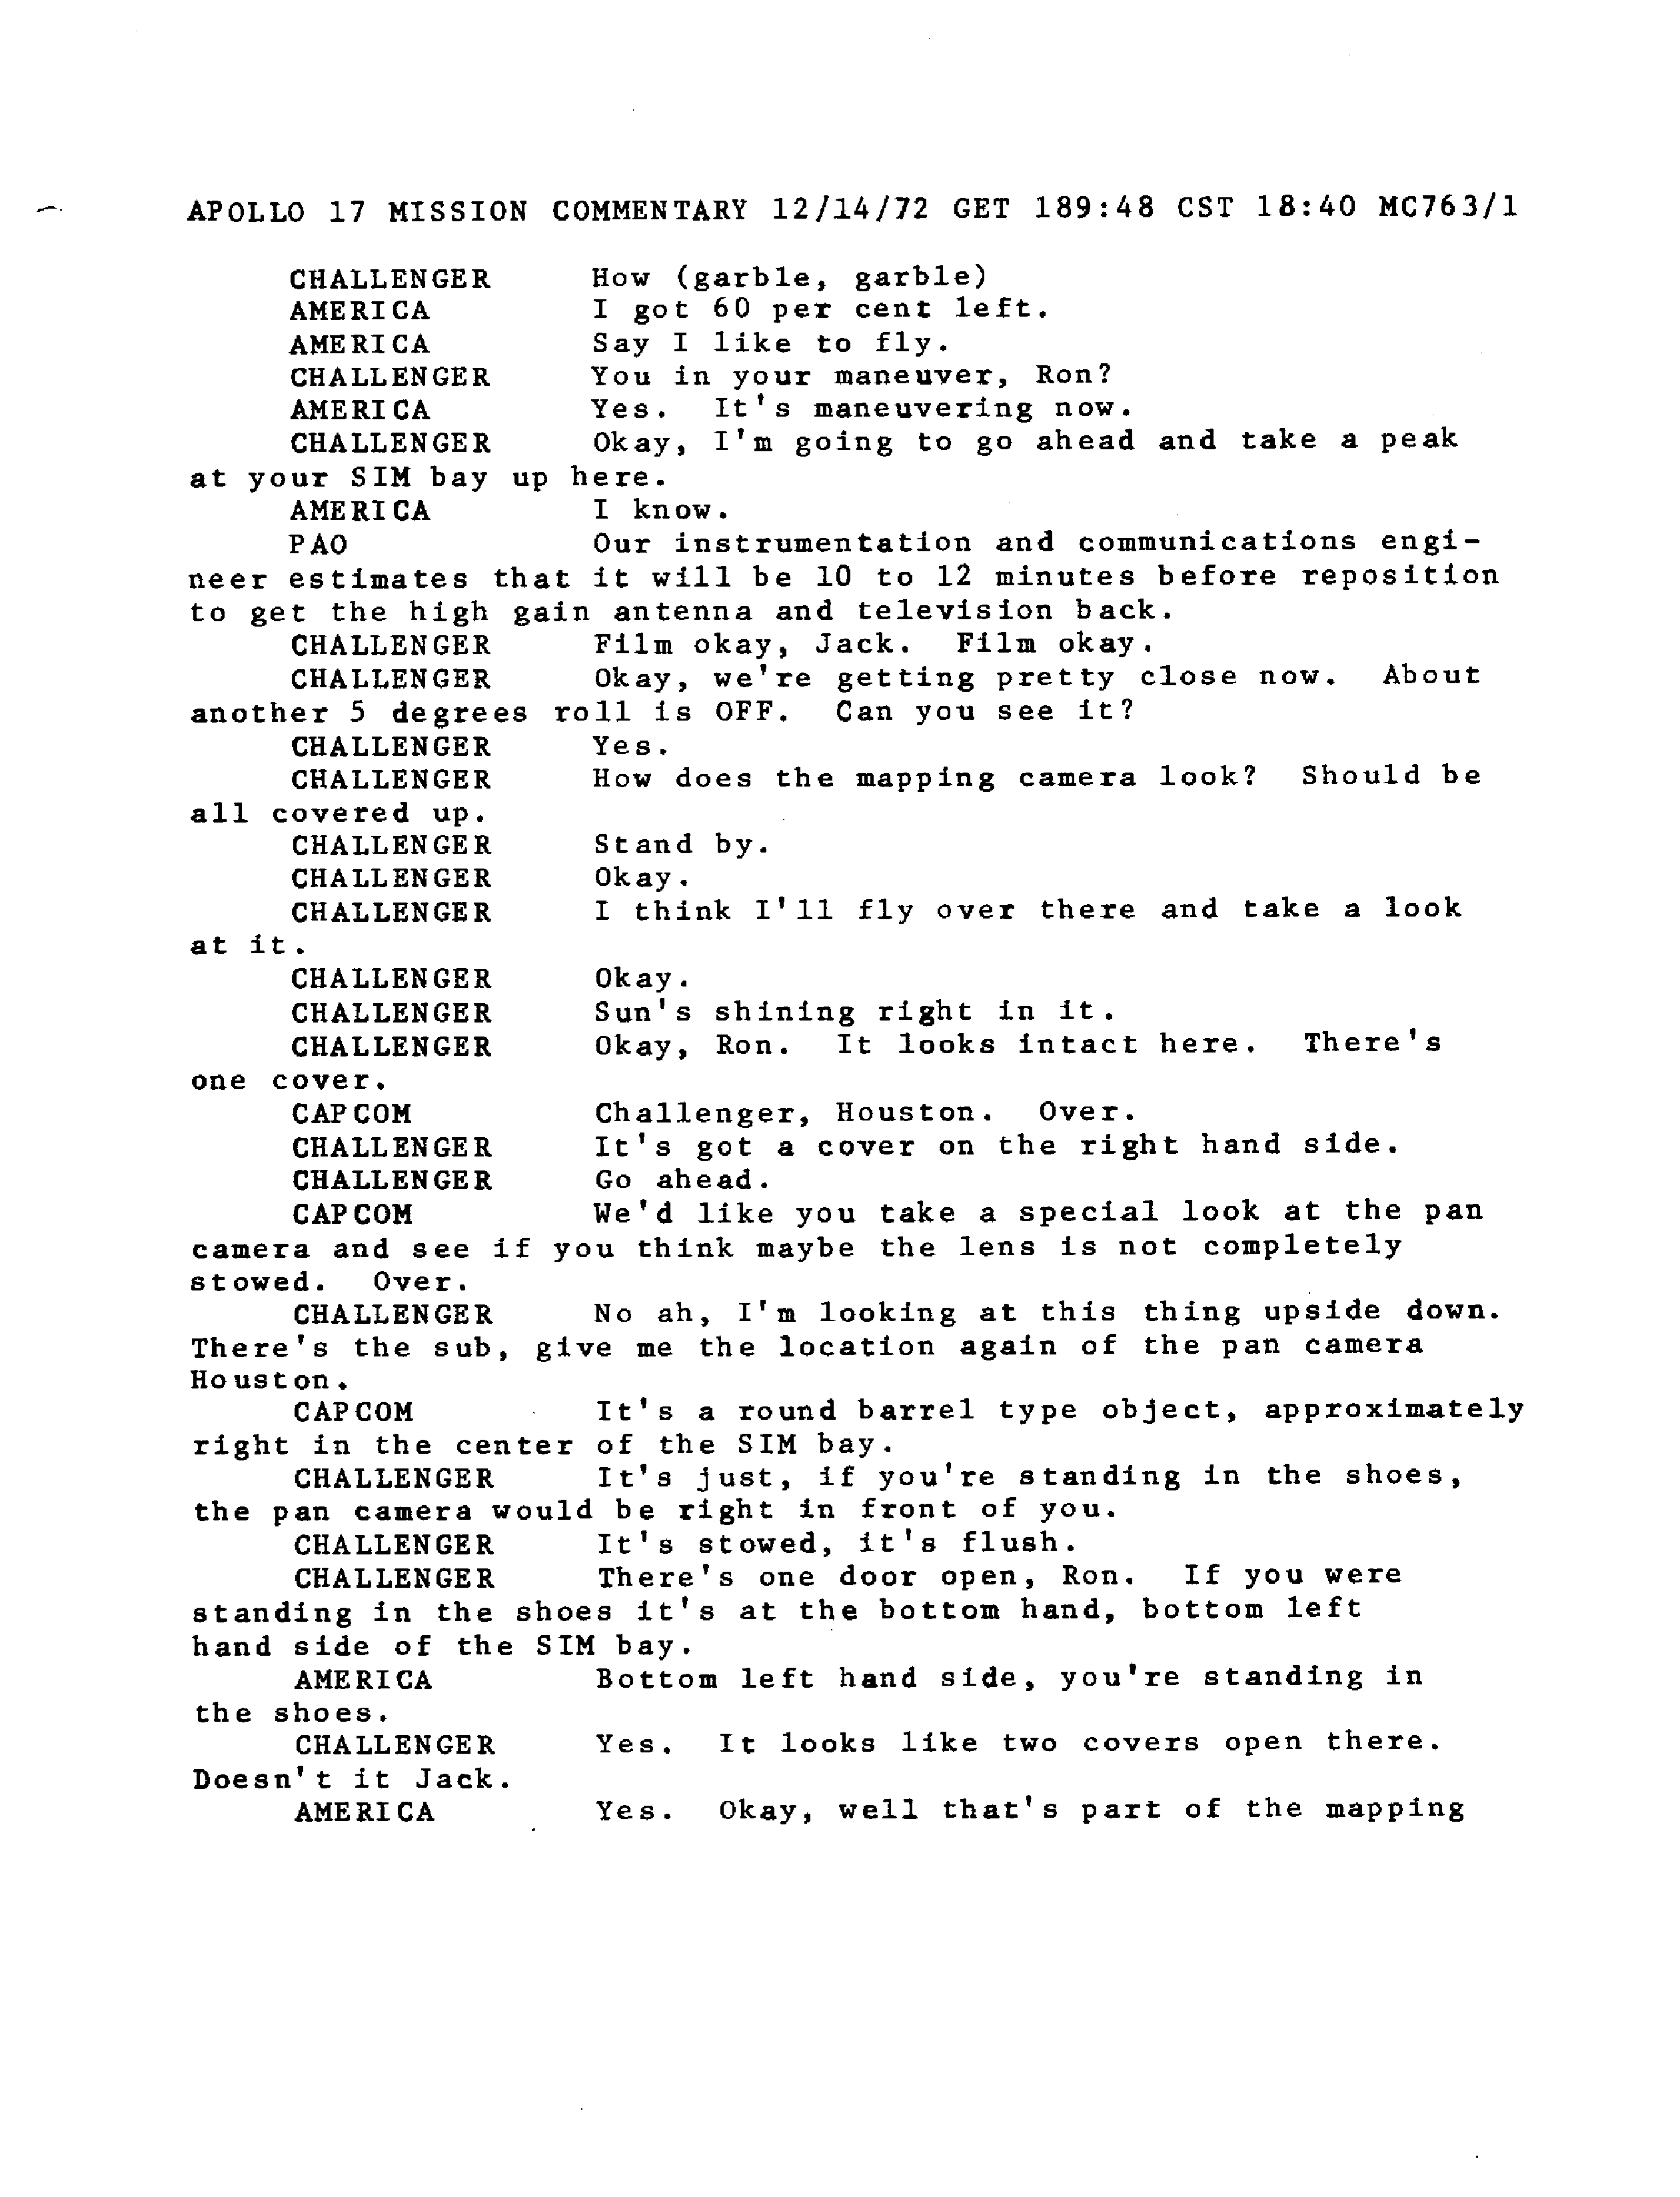 APOLLO 17 MISSION COMMENTARY 12/14/72 GET 189:48 CST 18:40 MC763/1
CHALLENGER How (garble, garble)
AMERICA I got 60 per cent left.
AMERICA Say I like to fly.
CHALLENGER You in your maneuver, Ron?
AMERICA Yes. It's maneuvering now.
CHALLENGER Okay, I'm going to go ahead and take a peak
at your SIM bay up here.
AMERICA I know.
PAO Our instrumentation and communications engi-
neer estimates that it will be 10 to 12 minutes before reposition
to get the high gain antenna and television back.
CHALLENGER Film okay, Jack. Film okay.
CHALLENGER Okay, we're getting pretty close now. About
another 5 degrees roll is OFF. Can you see it?
CHALLENGER Yes.
CHALLENGER How does the mapping camera look? Should be
all covered up.
CHALLENGER Stand by.
CHALLENGER Okay.
CHALLENGER I think I'll fly over there and take a look
at it.
CHALLENGER Okay.
CHALLENGER Sun's shining right in it.
CHALLENGER Okay, Ron. It looks intact here. There's
one cover.
CAPCOM Challenger, Houston. Over.
CHALLENGER It's got a cover on the right hand side.
CHALLENGER Go ahead.
CAPCOM We'd like you take a special look at the pan
camera and see if you think maybe the lens is not completely
stowed. Over.
CHALLENGER No ah, I'm looking at this thing upside down.
There's the sub, give me the location again of the pan camera
Houston.
CAPCOM It's a round barrel type object, approximately
right in the center of the SIM bay.
CHALLENGER It's just, if you're standing in the shoes,
the pan camera would be right in front of you.
CHALLENGER It's stowed, it's flush.
CHALLENGER There's one door open, Ron. If you were
standing in the shoes it's at the bottom hand, bottom left
hand side of the SIM bay.
AMERICA Bottom left hand side, you're standing in
the shoes.
CHALLENGER Yes. It looks like two covers open there.
Doesn't it Jack.
AMERICA Yes. Okay, well that's part of the mapping